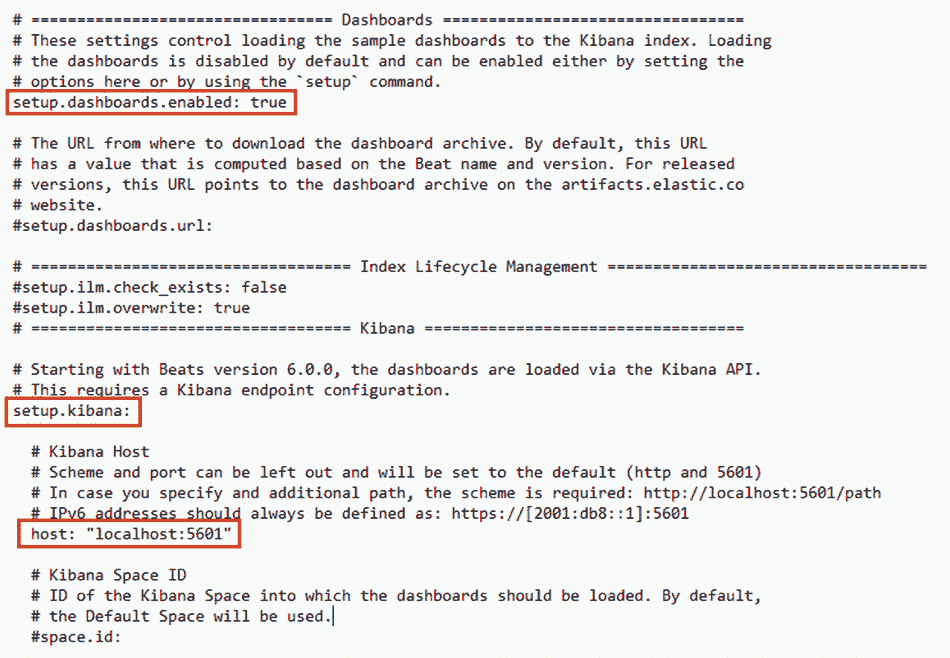 # ================================= Dashboards =================================
# These settings control loading the sample dashboards to the Kibana index. Loading
# the dashboards is disabled by default and can be enabled either by setting the
# options here or by using the `setup` command.
setup.dashboards.enabled: true
# The URL from where to download the dashboard archive. By default, this URL
# has a value that is computed based on the Beat name and version. For released
# versions, this URL points to the dashboard archive on the artifacts.elastic.co
# website.
#setup.dashboards.url:
# =================================== Index Lifecycle Management ===================================
#setup.ilm.check_exists: false
#setup.ilm.overwrite: true
# =================================== Kibana ===================================
# Starting with Beats version 6.0.0, the dashboards are loaded via the Kibana API.
# This requires a Kibana endpoint configuration.
setup.kibana:
# Kibana Host
# Scheme and port can be left out and will be set to the default (http and 5601)
# In case you specify and additional path, the scheme is required: http://localhost:5601/path
# IPv6 addresses should always be defined as: https://[2001:db8::1]:5601
host: "localhost:5601"
# Kibana Space ID
# ID of the Kibana Space into which the dashboards should be loaded. By default,
# the Default Space will be used.
#space.id: